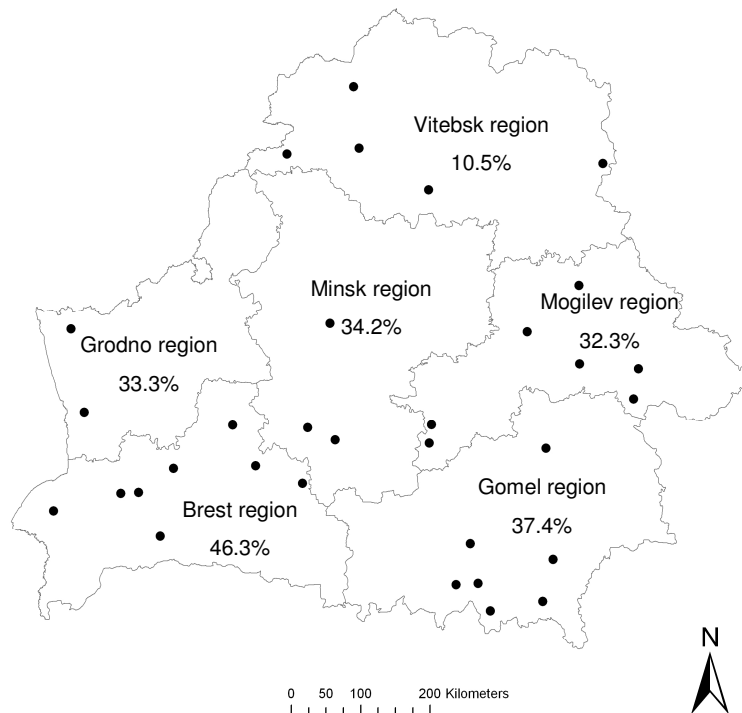 Vitebsk region
10.5%
Minsk region
34.2%
Mogilev region
32.3%
Grodno region
33.3%
Gomel region
37.4%
Brest region
46.3%
N
0 50 100 200 Kilometers